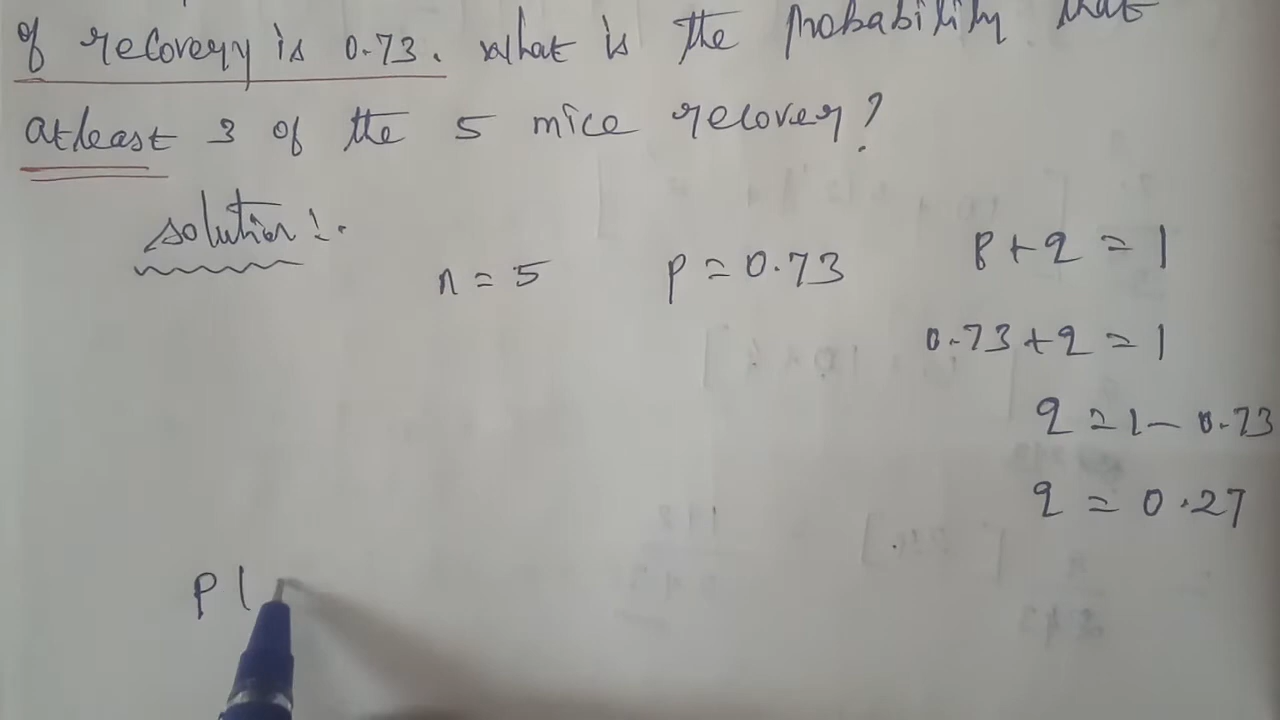 of recovery is 0.73. what is the probability that
atleast 3 of the 5 mice recover?
solution:.
n = 5
p = 0.73
p + q = 1
0.73 + q = 1
q = 1 - 0.73
q = 0.27
P(